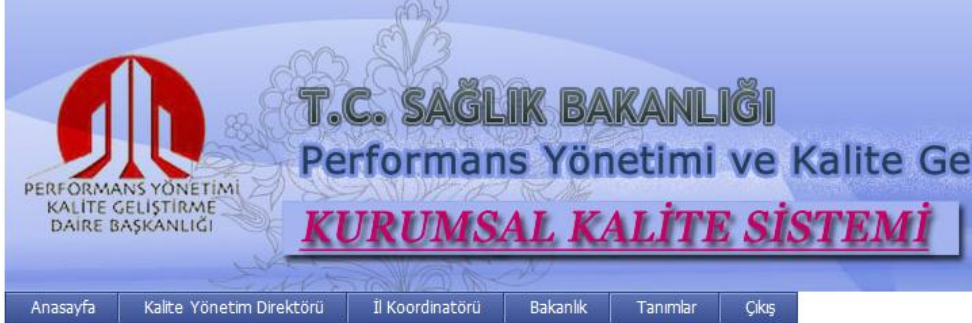 T.C. SAĞLIK BAKANLIĞI
Performans Yönetimi ve Kalite Ge
KURUMSAL KALİTE SİSTEMİ
PERFORMANS YÖNETİMİ
KALİTE GELİŞTİRME
DAİRE BAŞKANLIĞI
Anasayfa Kalite Yönetim Direktörü İl Koordinatörü Bakanlık Tanımlar Çıkış